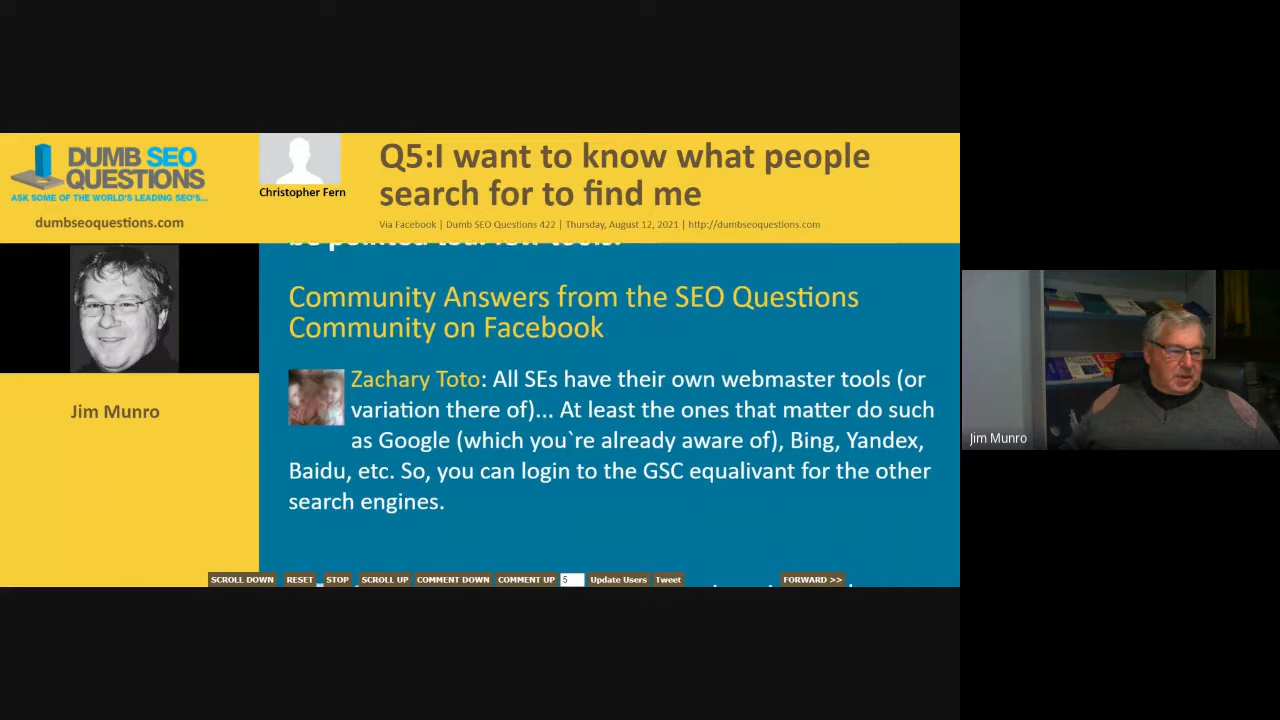 DUMB SEO
QUESTIONS
ASK SOME OF THE WORLD'S LEADING SEO'S...
dumbseoquestions.com
Christopher Fern
Q5:I want to know what people
search for to find me
Via Facebook | Dumb SEO Questions 422 | Thursday, August 12, 2021 | http://dumbseoquestions.com
Jim Munro
Community Answers from the SEO Questions
Community on Facebook
Zachary Toto: All SEs have their own webmaster tools (or
variation there of)... At least the ones that matter do such
as Google (which you`re already aware of), Bing, Yandex,
Baidu, etc. So, you can login to the GSC equalivant for the other
search engines.
SCROLL DOWN RESET STOP SCROLL UP COMMENT DOWN COMMENT UP 5 Update Users Tweet FORWARD >>
Jim Munro